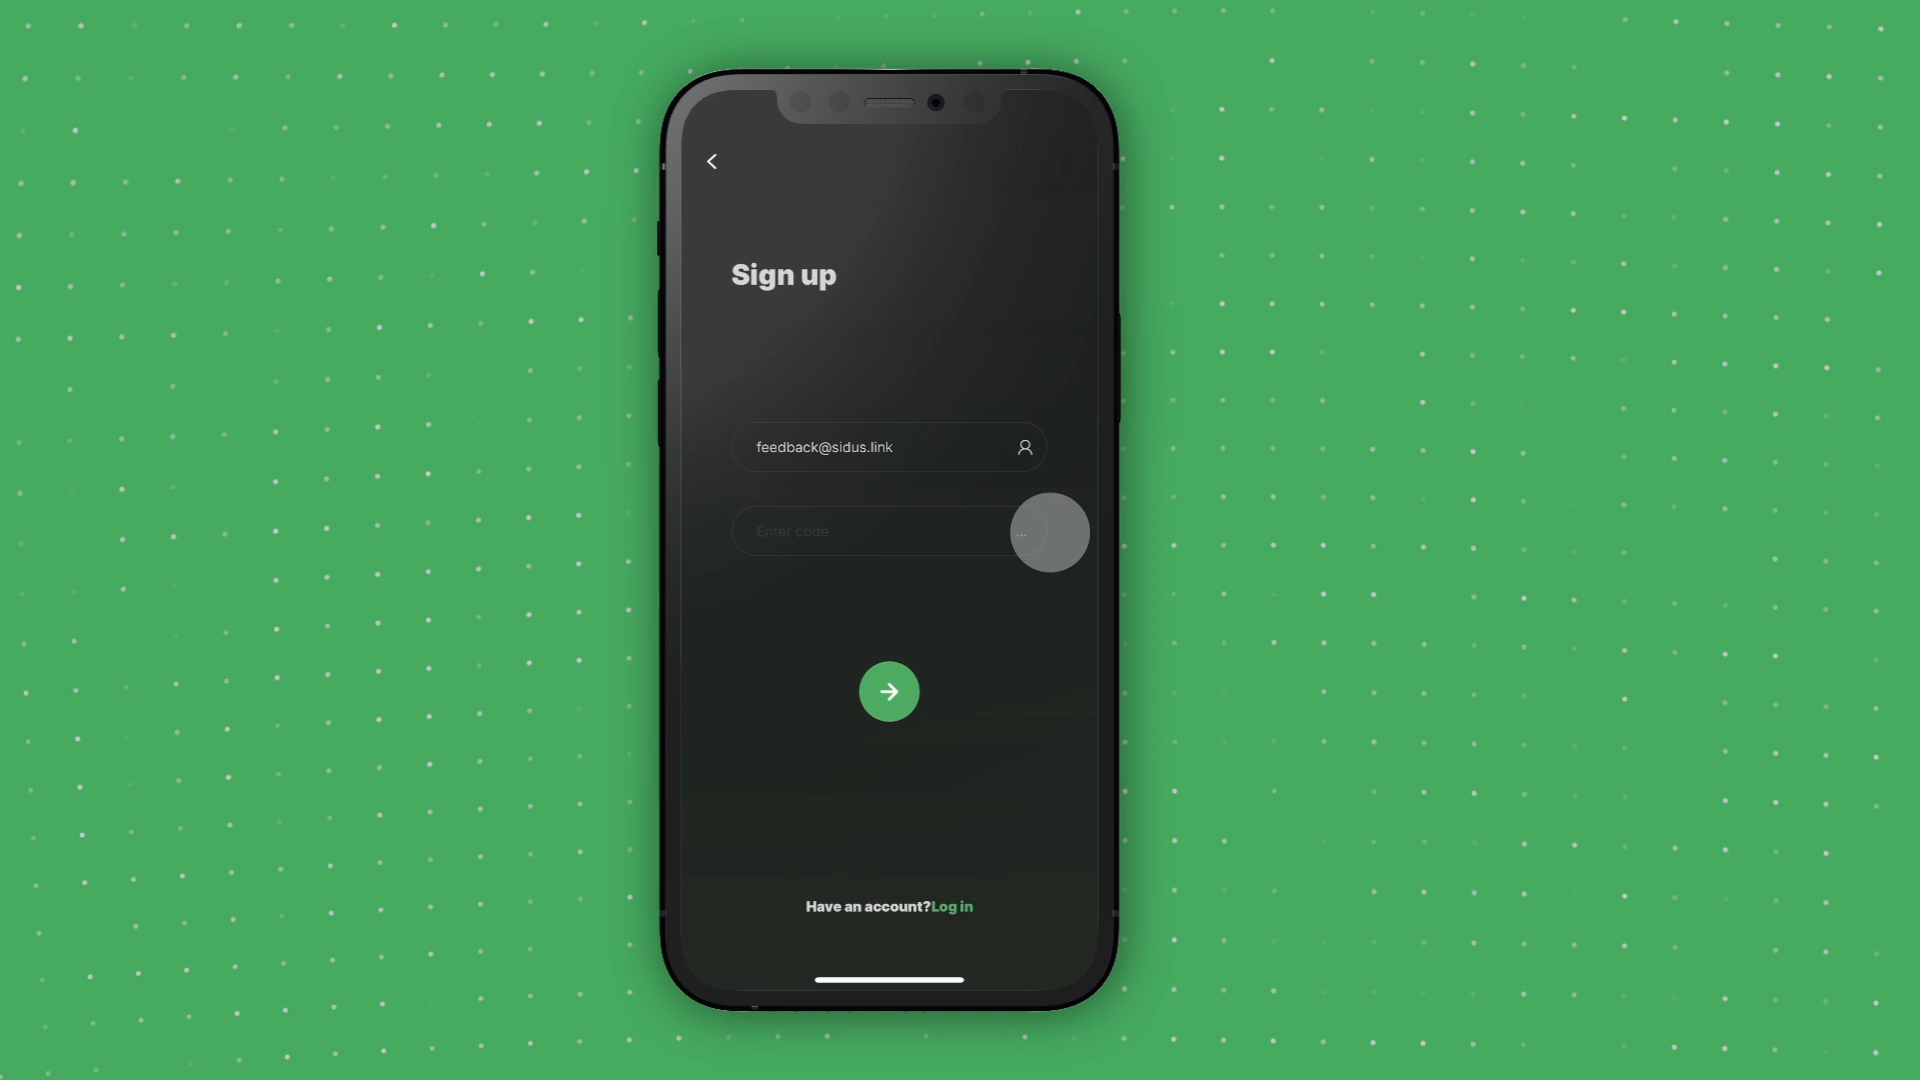 Sign up
feedback@sidus.link
Enter code
...
Have an account?Log in